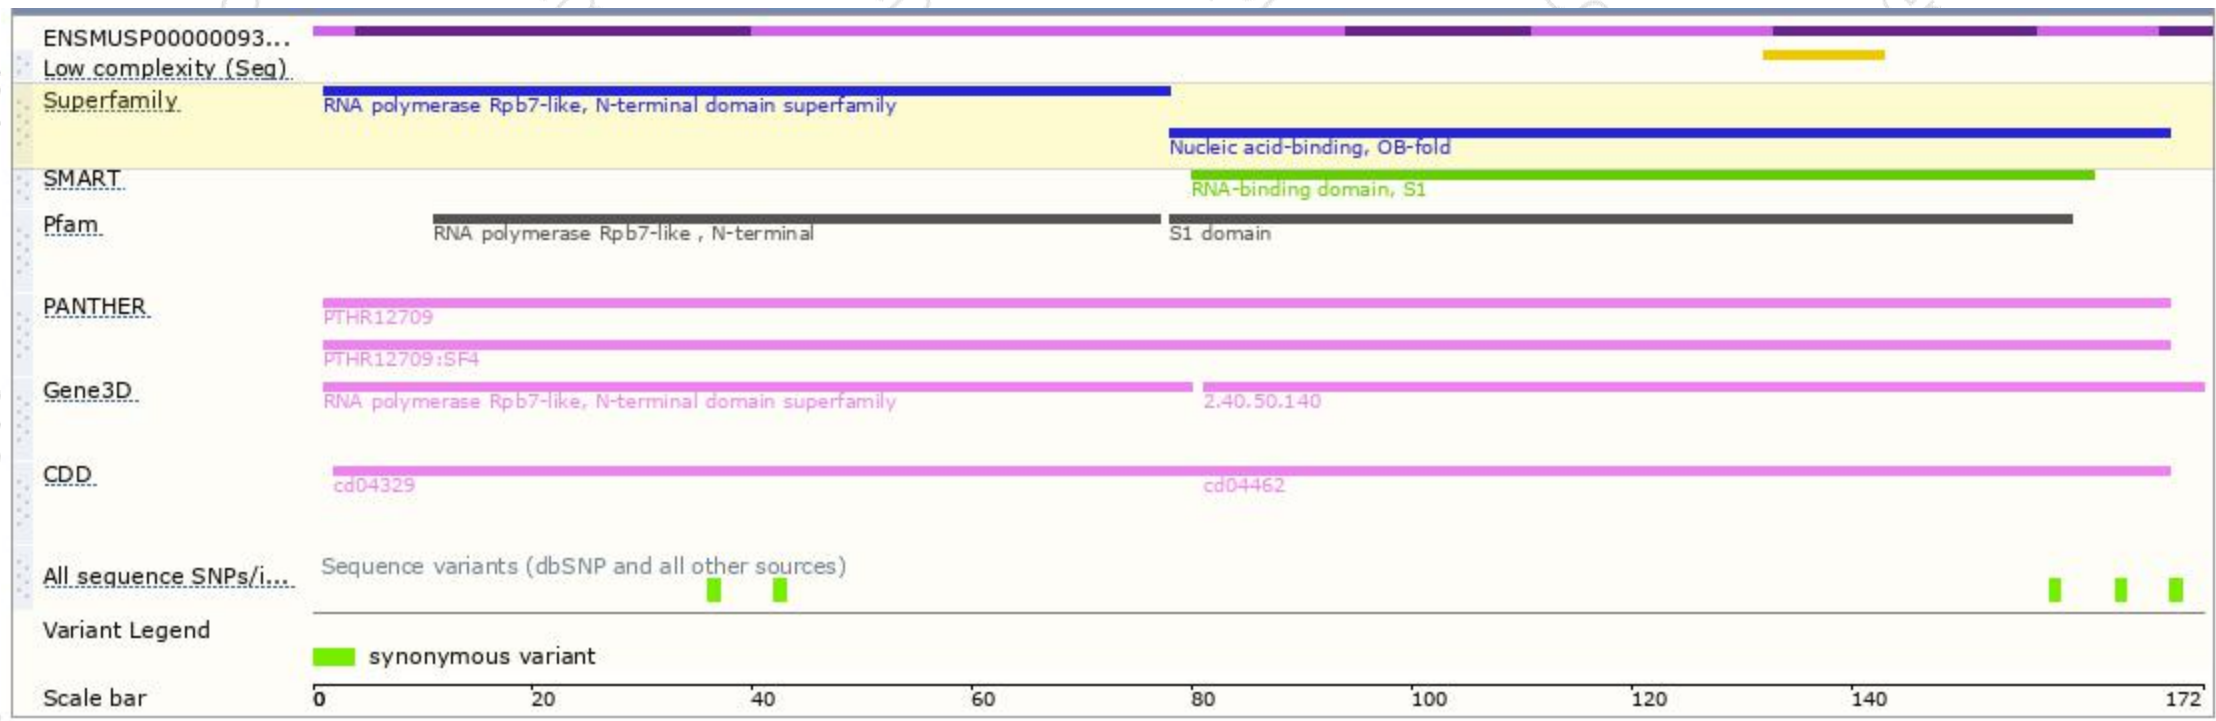 ENSMUSP00000093...
Low complexity (Seg)
Superfamily
RNA polymerase Rpb7-like, N-terminal domain superfamily
Nucleic acid-binding, OB-fold
SMART
RNA-binding domain, S1
Pfam
RNA polymerase Rpb7-like , N-terminal
S1 domain
PANTHER
PTHR12709
PTHR12709:SF4
Gene3D
RNA polymerase Rpb7-like, N-terminal domain superfamily
2.40.50.140
CDD
cd04329
cd04462
All sequence SNPs/i...
Sequence variants (dbSNP and all other sources)
Variant Legend
synonymous variant
Scale bar
0 20 40 60 80 100 120 140 172